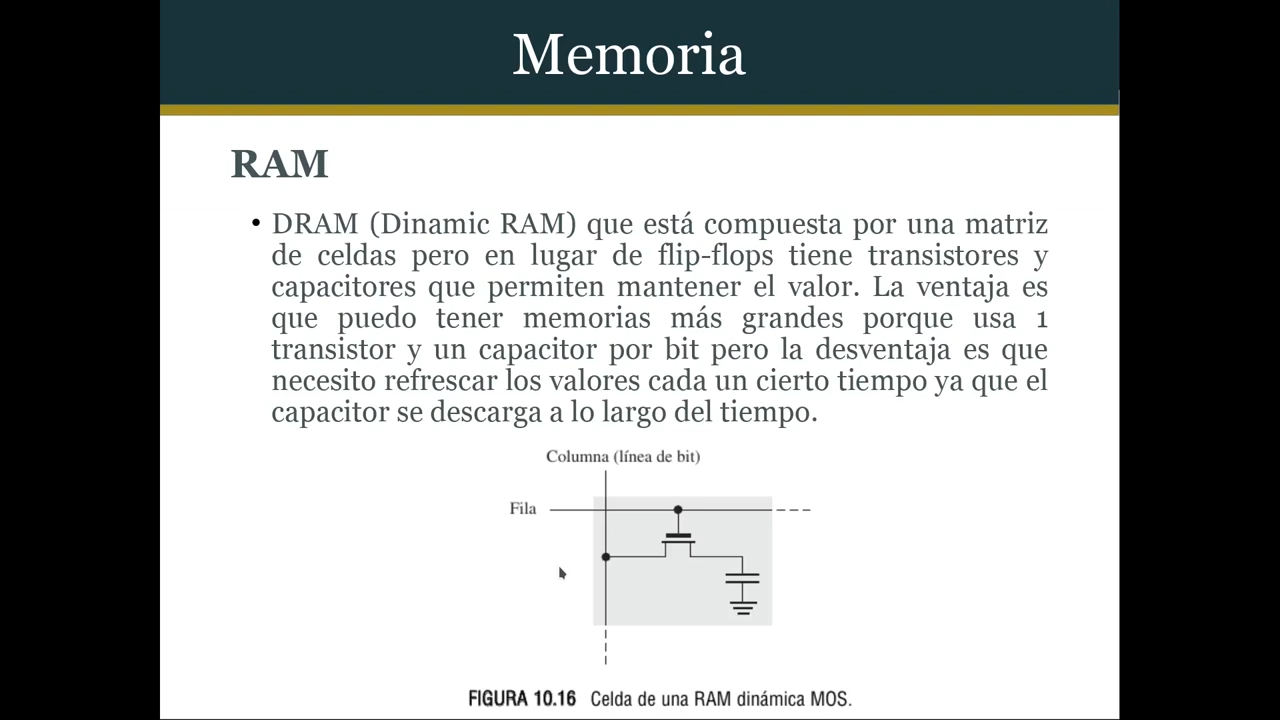 Memoria
RAM
• DRAM (Dinamic RAM) que está compuesta por una matriz
de celdas pero en lugar de flip-flops tiene transistores y
capacitores que permiten mantener el valor. La ventaja es
que puedo tener memorias más grandes porque usa 1
transistor y un capacitor por bit pero la desventaja es que
necesito refrescar los valores cada un cierto tiempo ya que el
capacitor se descarga a lo largo del tiempo.
Columna (línea de bit)
Fila
FIGURA 10.16 Celda de una RAM dinámica MOS.